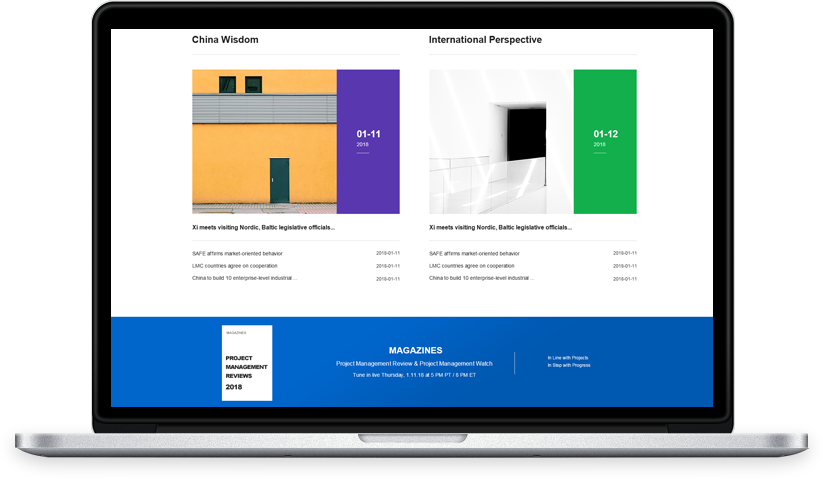 China Wisdom
International Perspective
01-11
2018
01-12
2018
Xi meets visiting Nordic, Baltic legislative officials...
Xi meets visiting Nordic, Baltic legislative officials...
SAFE affirms market-oriented behavior 2018-01-11
LMC countries agree on cooperation 2018-01-11
China to build 10 enterprise-level industrial ... 2018-01-11
SAFE affirms market-oriented behavior 2018-01-11
LMC countries agree on cooperation 2018-01-11
China to build 10 enterprise-level industrial ... 2018-01-11
MAGAZINES
PROJECT
MANAGEMENT
REVIEWS
2018
MAGAZINES
Project Management Review & Project Management Watch
Tune in live Thursday, 1.11.18 at 5 PM PT / 8 PM ET
In Line with Projects
In Step with Progress